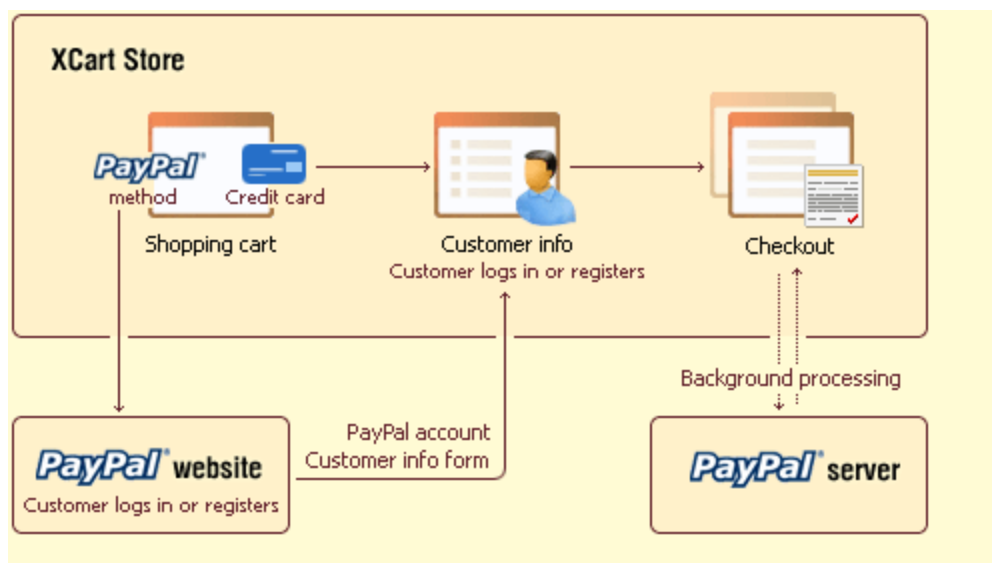 XCart Store
PayPal
method
Credit card
Shopping cart
Customer info
Customer logs in or registers
Checkout
Background processing
PayPal account
Customer info form
PayPal website
Customer logs in or registers
PayPal server